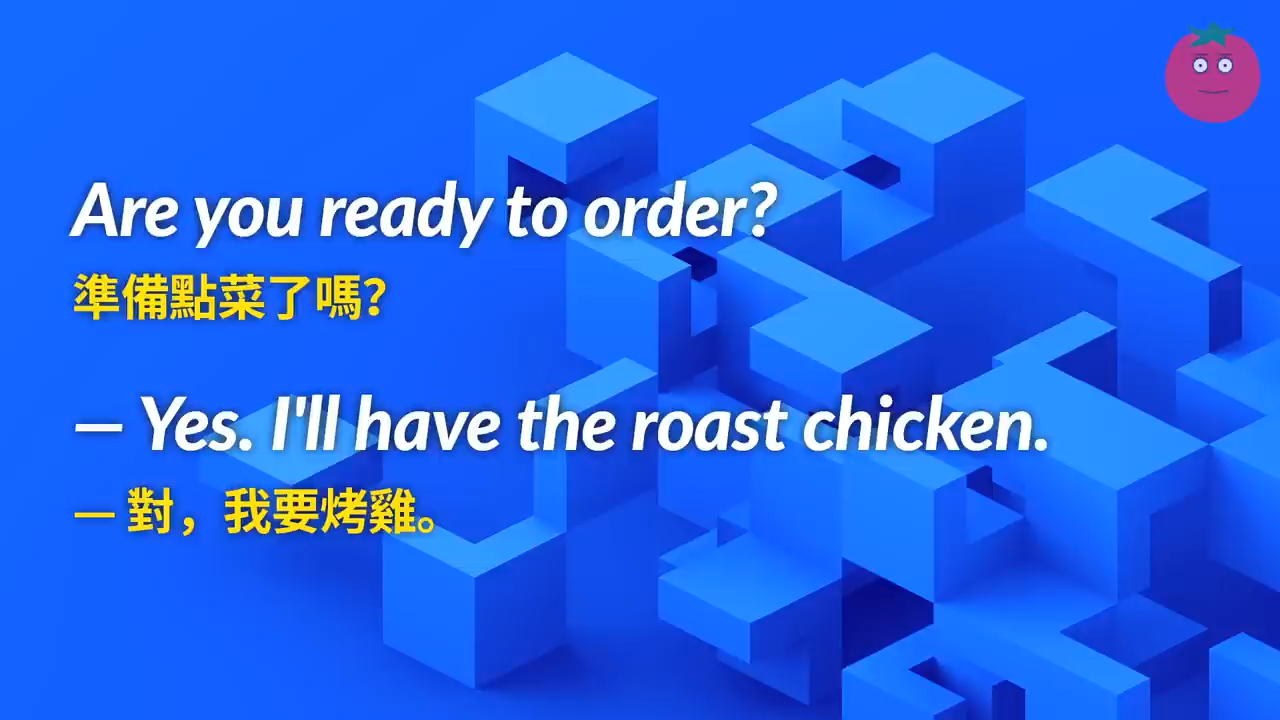 Are you ready to order?
準備點菜了嗎?
— Yes. I'll have the roast chicken.
— 對，我要烤雞。